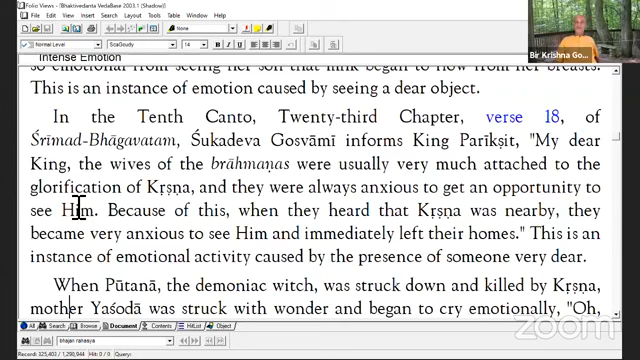 Folio Views - [Bhaktivedanta VedaBase 2003.1 (Shadow)]
File Edit View Search Insert Layout Tools Window Help
Normal Level
ScaGoudy
14
Bir Krishna Go...
Intense Emotion
so emotional from seeing her son that milk began to flow from her breasts.
This is an instance of emotion caused by seeing a dear object.
In the Tenth Canto, Twenty-third Chapter, verse 18, of
Śrīmad-Bhāgavatam, Śukadeva Gosvāmī informs King Parīkṣit, "My dear
King, the wives of the brāhmaṇas were usually very much attached to the
glorification of Kṛṣṇa, and they were always anxious to get an opportunity to
see Him. Because of this, when they heard that Kṛṣṇa was nearby, they
became very anxious to see Him and immediately left their homes." This is an
instance of emotional activity caused by the presence of someone very dear.
When Pūtanā, the demoniac witch, was struck down and killed by Kṛṣṇa,
mother Yaśodā was struck with wonder and began to cry emotionally, "Oh,
All Search Browse Document Contents HitList Object
bhajan rahasya
Record: 325,403 / 1,298,944 Hit: 0 / 0 Query:
zoom